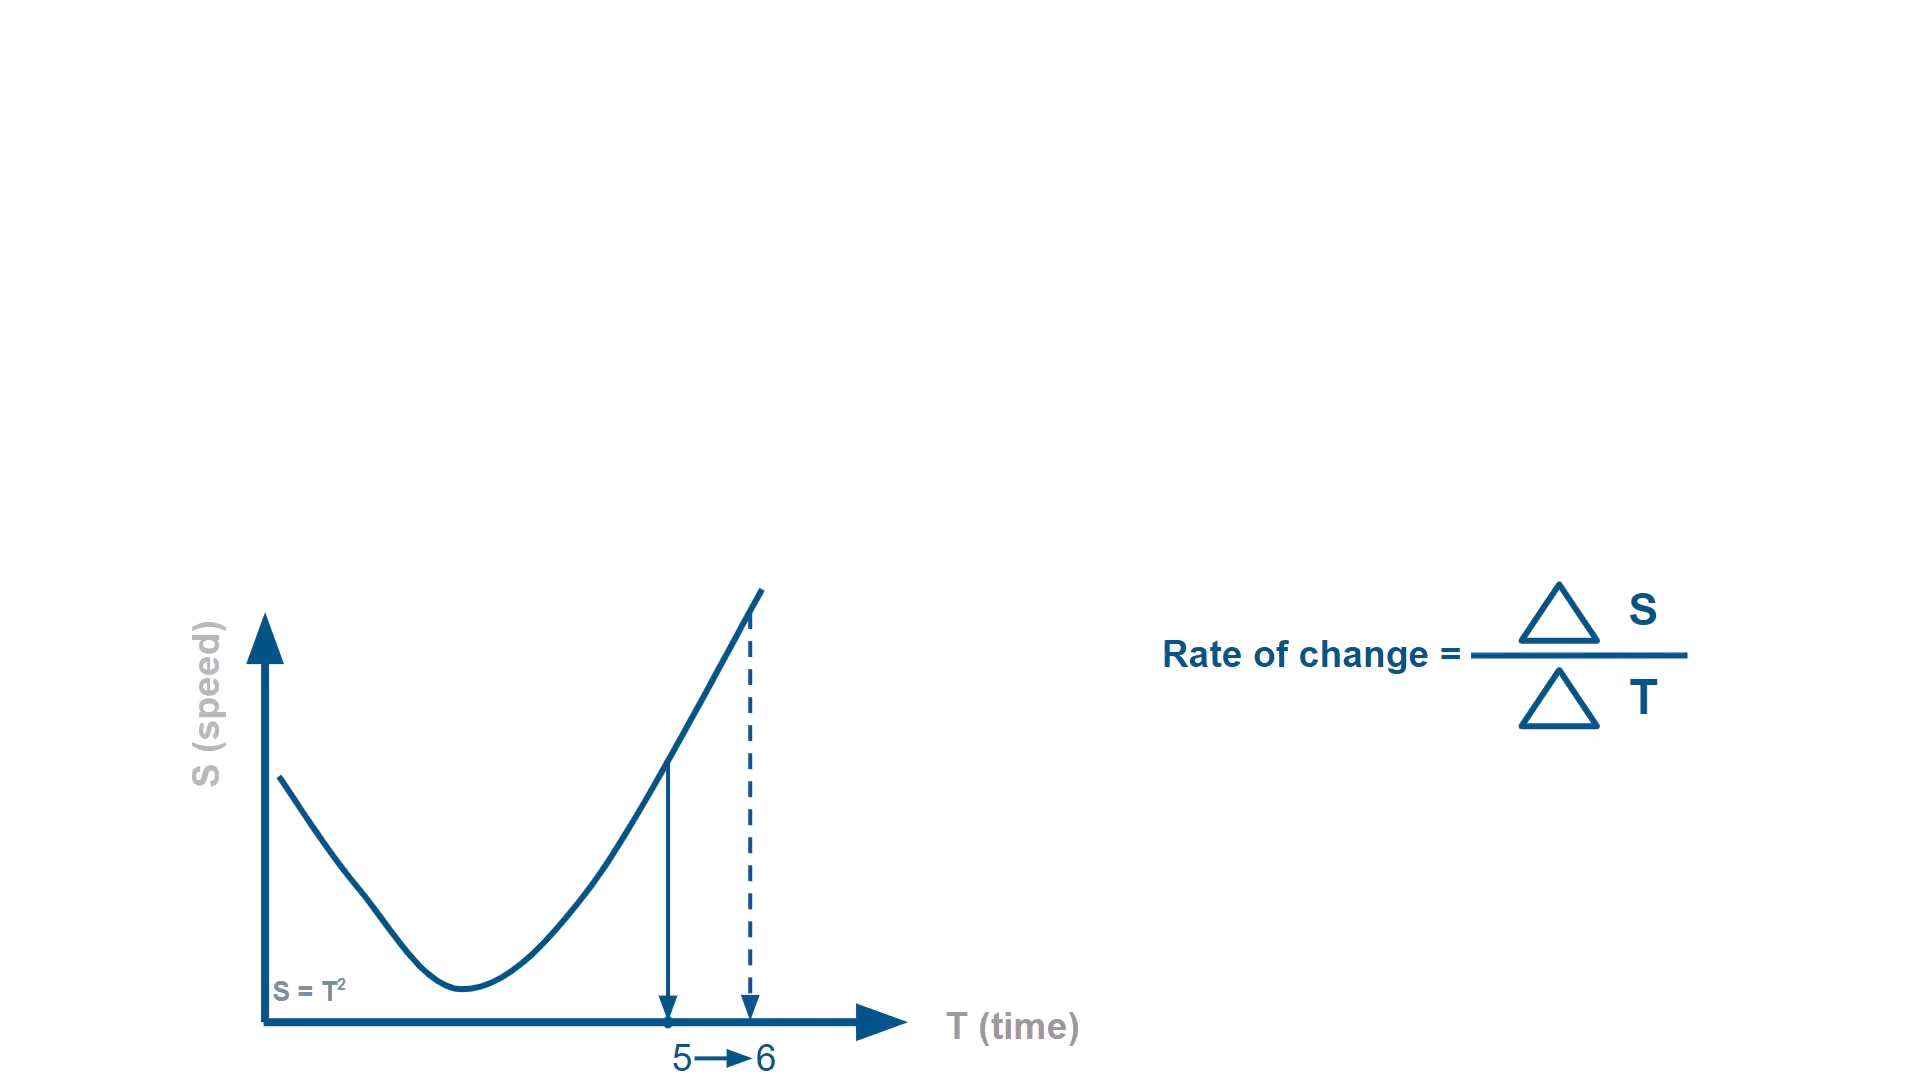 S (speed)
S = T²
5 6
T (time)
Rate of change =
△ S
△ T